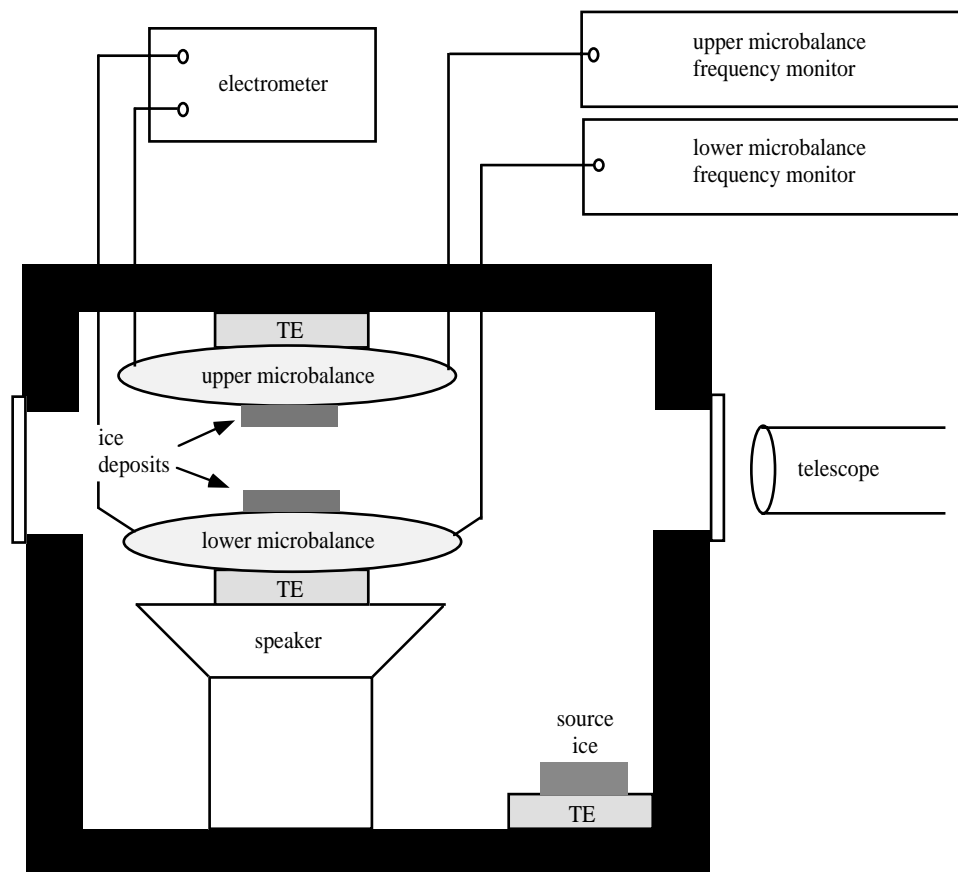 electrometer
upper microbalance
frequency monitor
lower microbalance
frequency monitor
TE
upper microbalance
ice
deposits
telescope
lower microbalance
TE
speaker
source
ice
TE